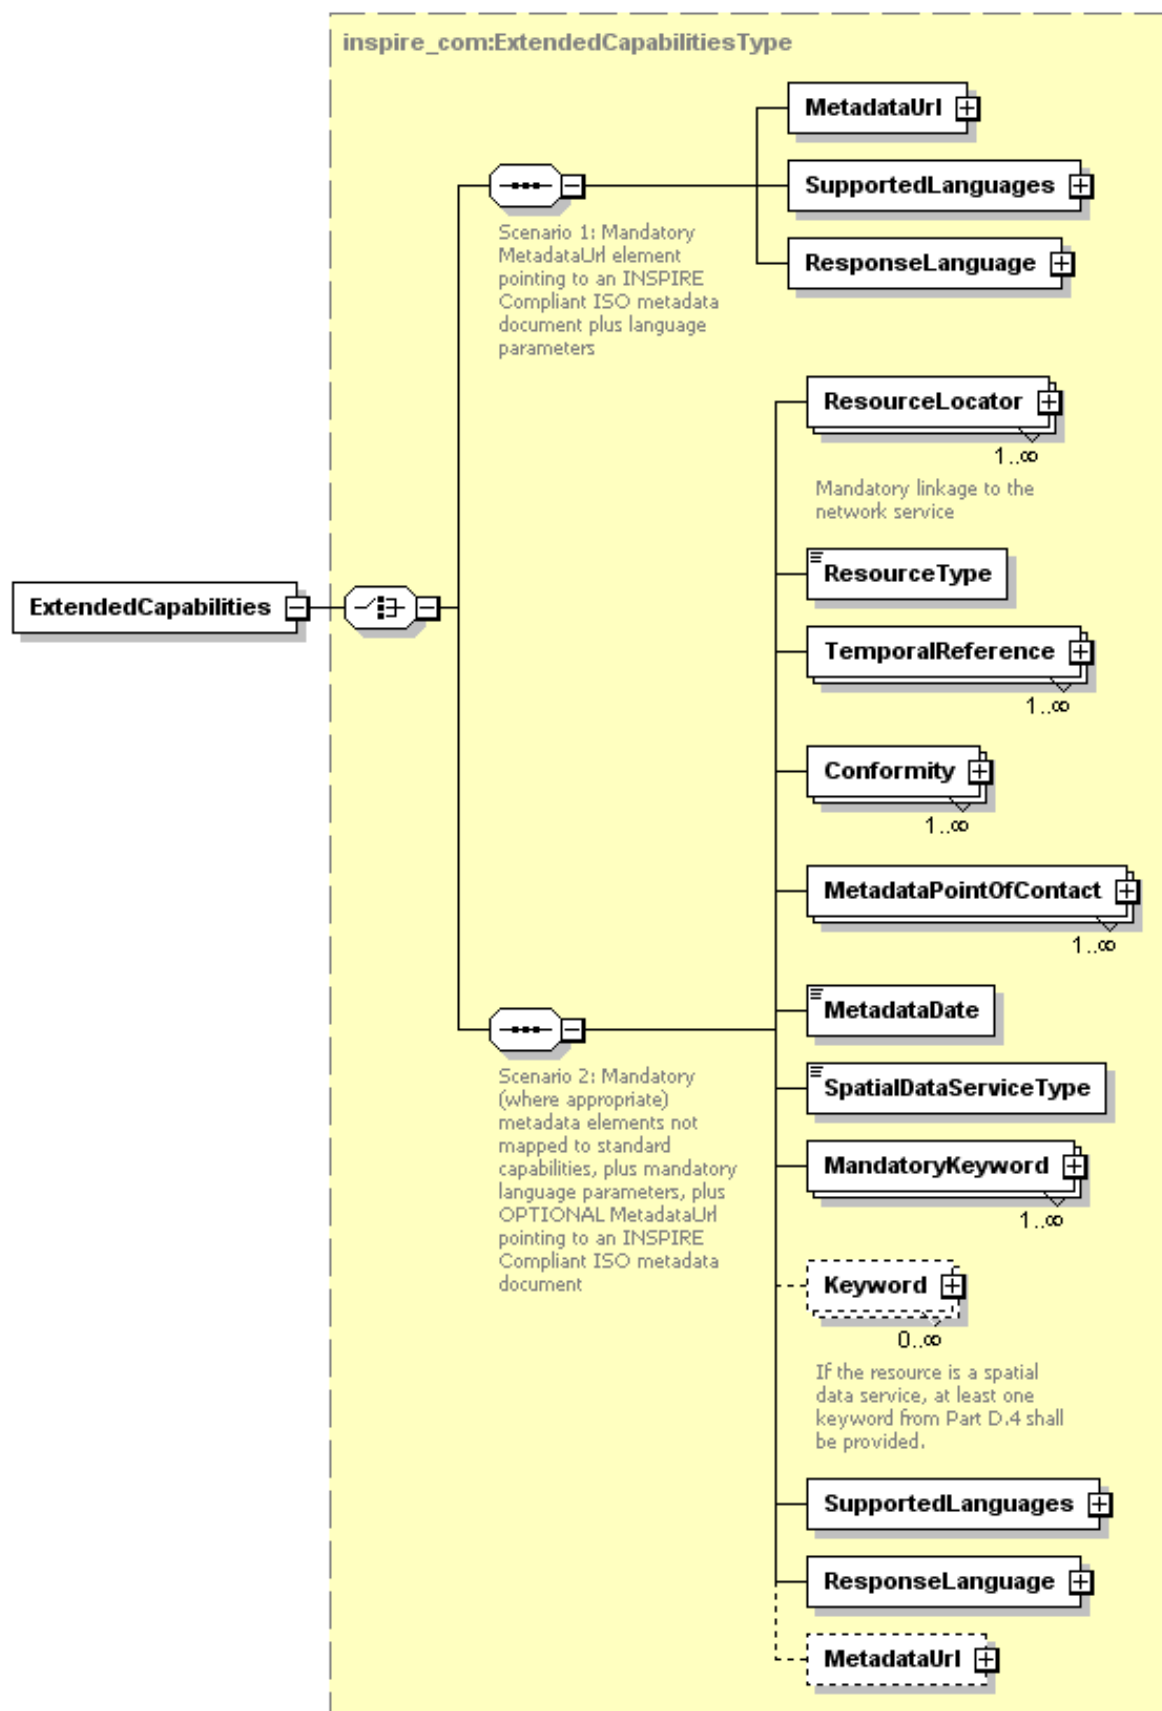 inspire_com:ExtendedCapabilitiesType
MetadataUrl
SupportedLanguages
ResponseLanguage
Scenario 1: Mandatory
MetadataUrl element
pointing to an INSPIRE
Compliant ISO metadata
document plus language
parameters
ResourceLocator
1..∞
Mandatory linkage to the
network service
ResourceType
ExtendedCapabilities
TemporalReference
1..∞
Conformity
1..∞
MetadataPointOfContact
1..∞
MetadataDate
Scenario 2: Mandatory
(where appropriate)
metadata elements not
mapped to standard
capabilities, plus mandatory
language parameters, plus
OPTIONAL MetadataUrl
pointing to an INSPIRE
Compliant ISO metadata
document
SpatialDataServiceType
MandatoryKeyword
1..∞
Keyword
0..∞
If the resource is a spatial
data service, at least one
keyword from Part D.4 shall
be provided.
SupportedLanguages
ResponseLanguage
MetadataUrl